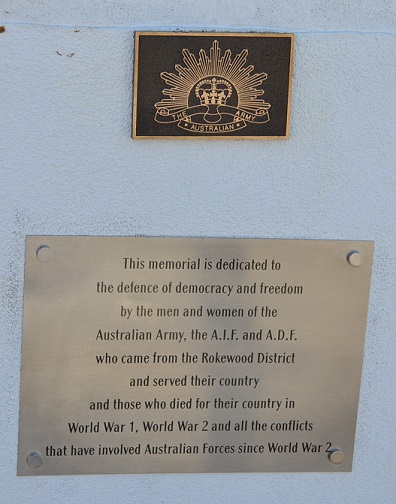 THE AUSTRALIAN ARMY
This memorial is dedicated to
the defence of democracy and freedom
by the men and women of the
Australian Army, the A.I.F. and A.D.F.
who came from the Rokewood District
and served their country
and those who died for their country in
World War 1, World War 2 and all the conflicts
that have involved Australian Forces since World War 2